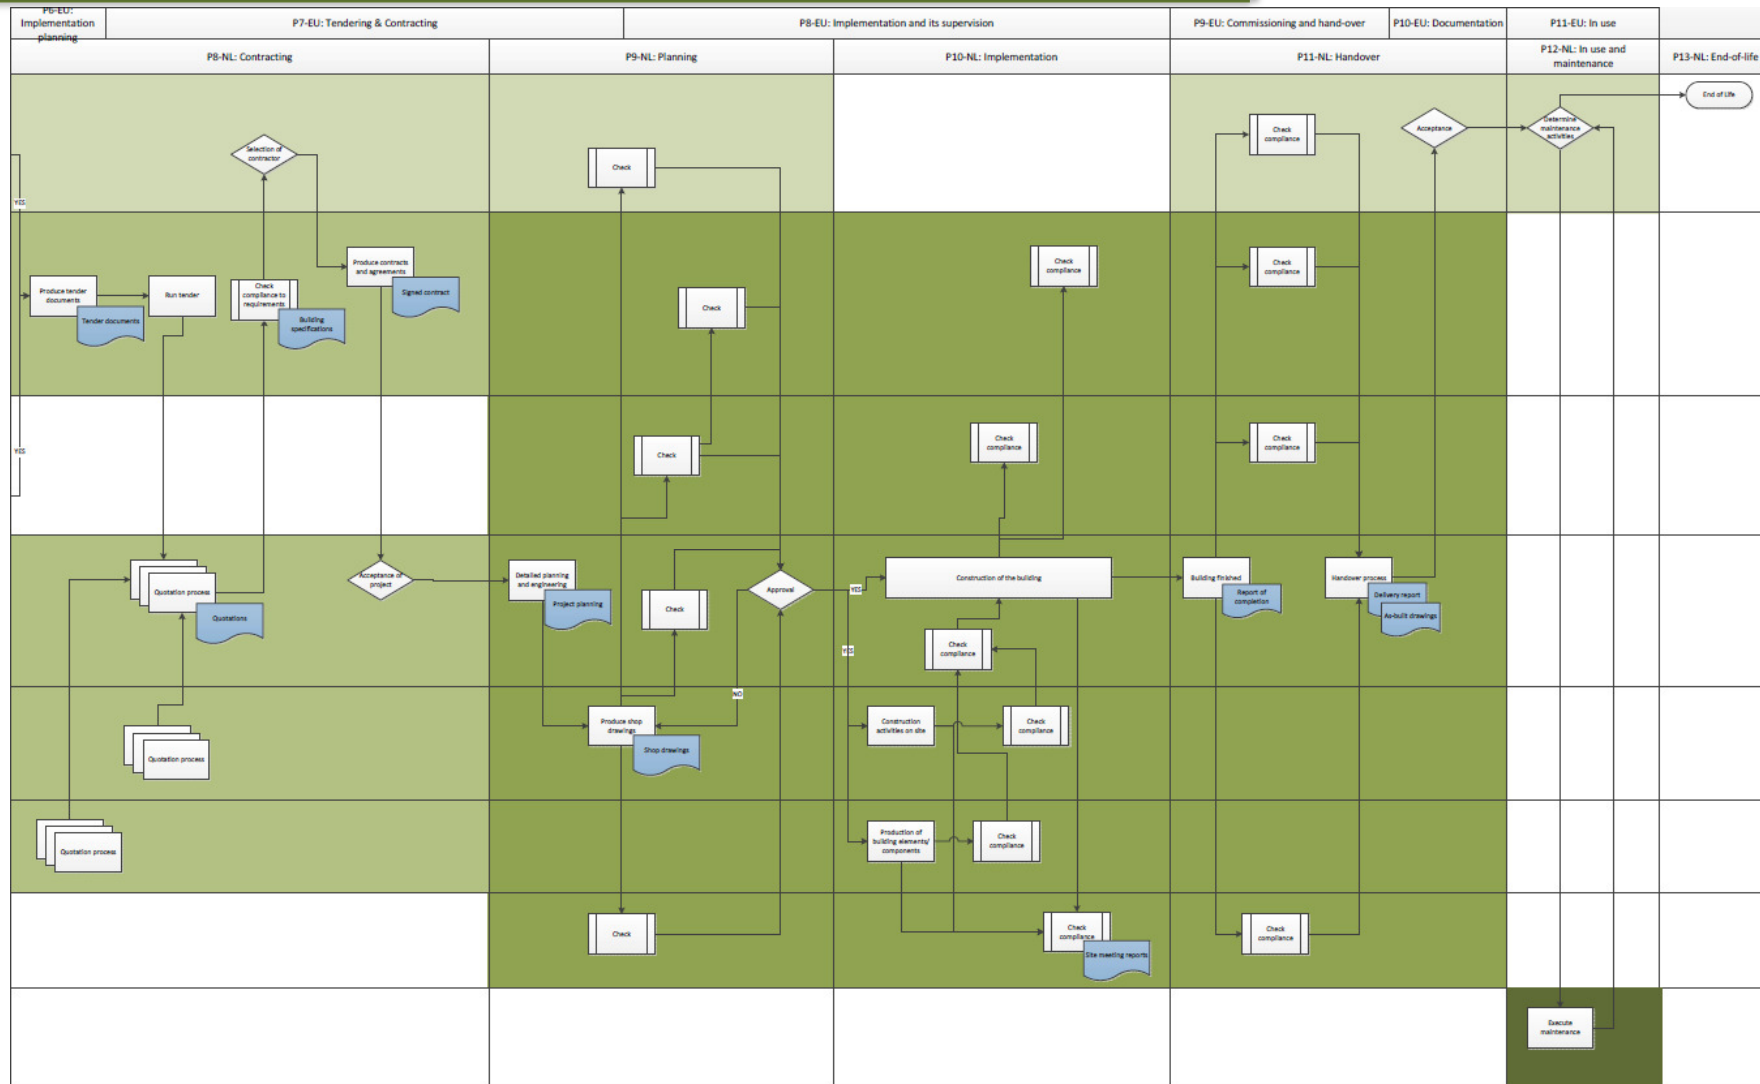 P6-EU:
Implementation
planning
P7-EU: Tendering & Contracting
P8-EU: Implementation and its supervision
P9-EU: Commissioning and hand-over
P10-EU: Documentation
P11-EU: In use
P8-NL: Contracting
P9-NL: Planning
P10-NL: Implementation
P11-NL: Handover
P12-NL: In use and
maintenance
P13-NL: End-of-life
End of Life
Selection of
contractor
Check
Check
compliance
Acceptance
Determine
maintenance
activities
YES
Produce tender
documents
Tender documents
Run tender
Check
compliance to
requirements
Building
specifications
Produce contracts
and agreements
Signed contract
Check
Check
compliance
Check
compliance
YES
Check
Check
compliance
Check
compliance
Quotation process
Quotations
Acceptance of
project
Detailed planning
and engineering
Project planning
Check
Approval
YES
YES
Construction of the building
Check
compliance
Building finished
Report of
completion
Handover process
Delivery report
As-built drawings
Quotation process
Produce shop
drawings
Shop drawings
NO
Construction
activities on site
Check
compliance
Quotation process
Production of
building elements/
components
Check
compliance
Check
Check
compliance
Site meeting reports
Check
compliance
Execute
maintenance